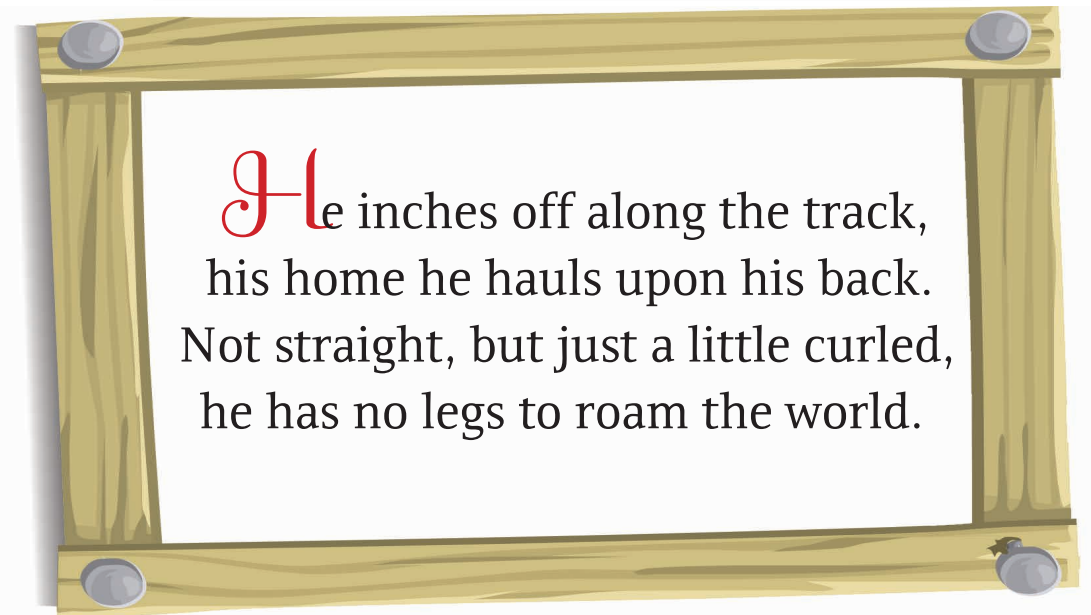 He inches off along the track,
his home he hauls upon his back.
Not straight, but just a little curled,
he has no legs to roam the world.